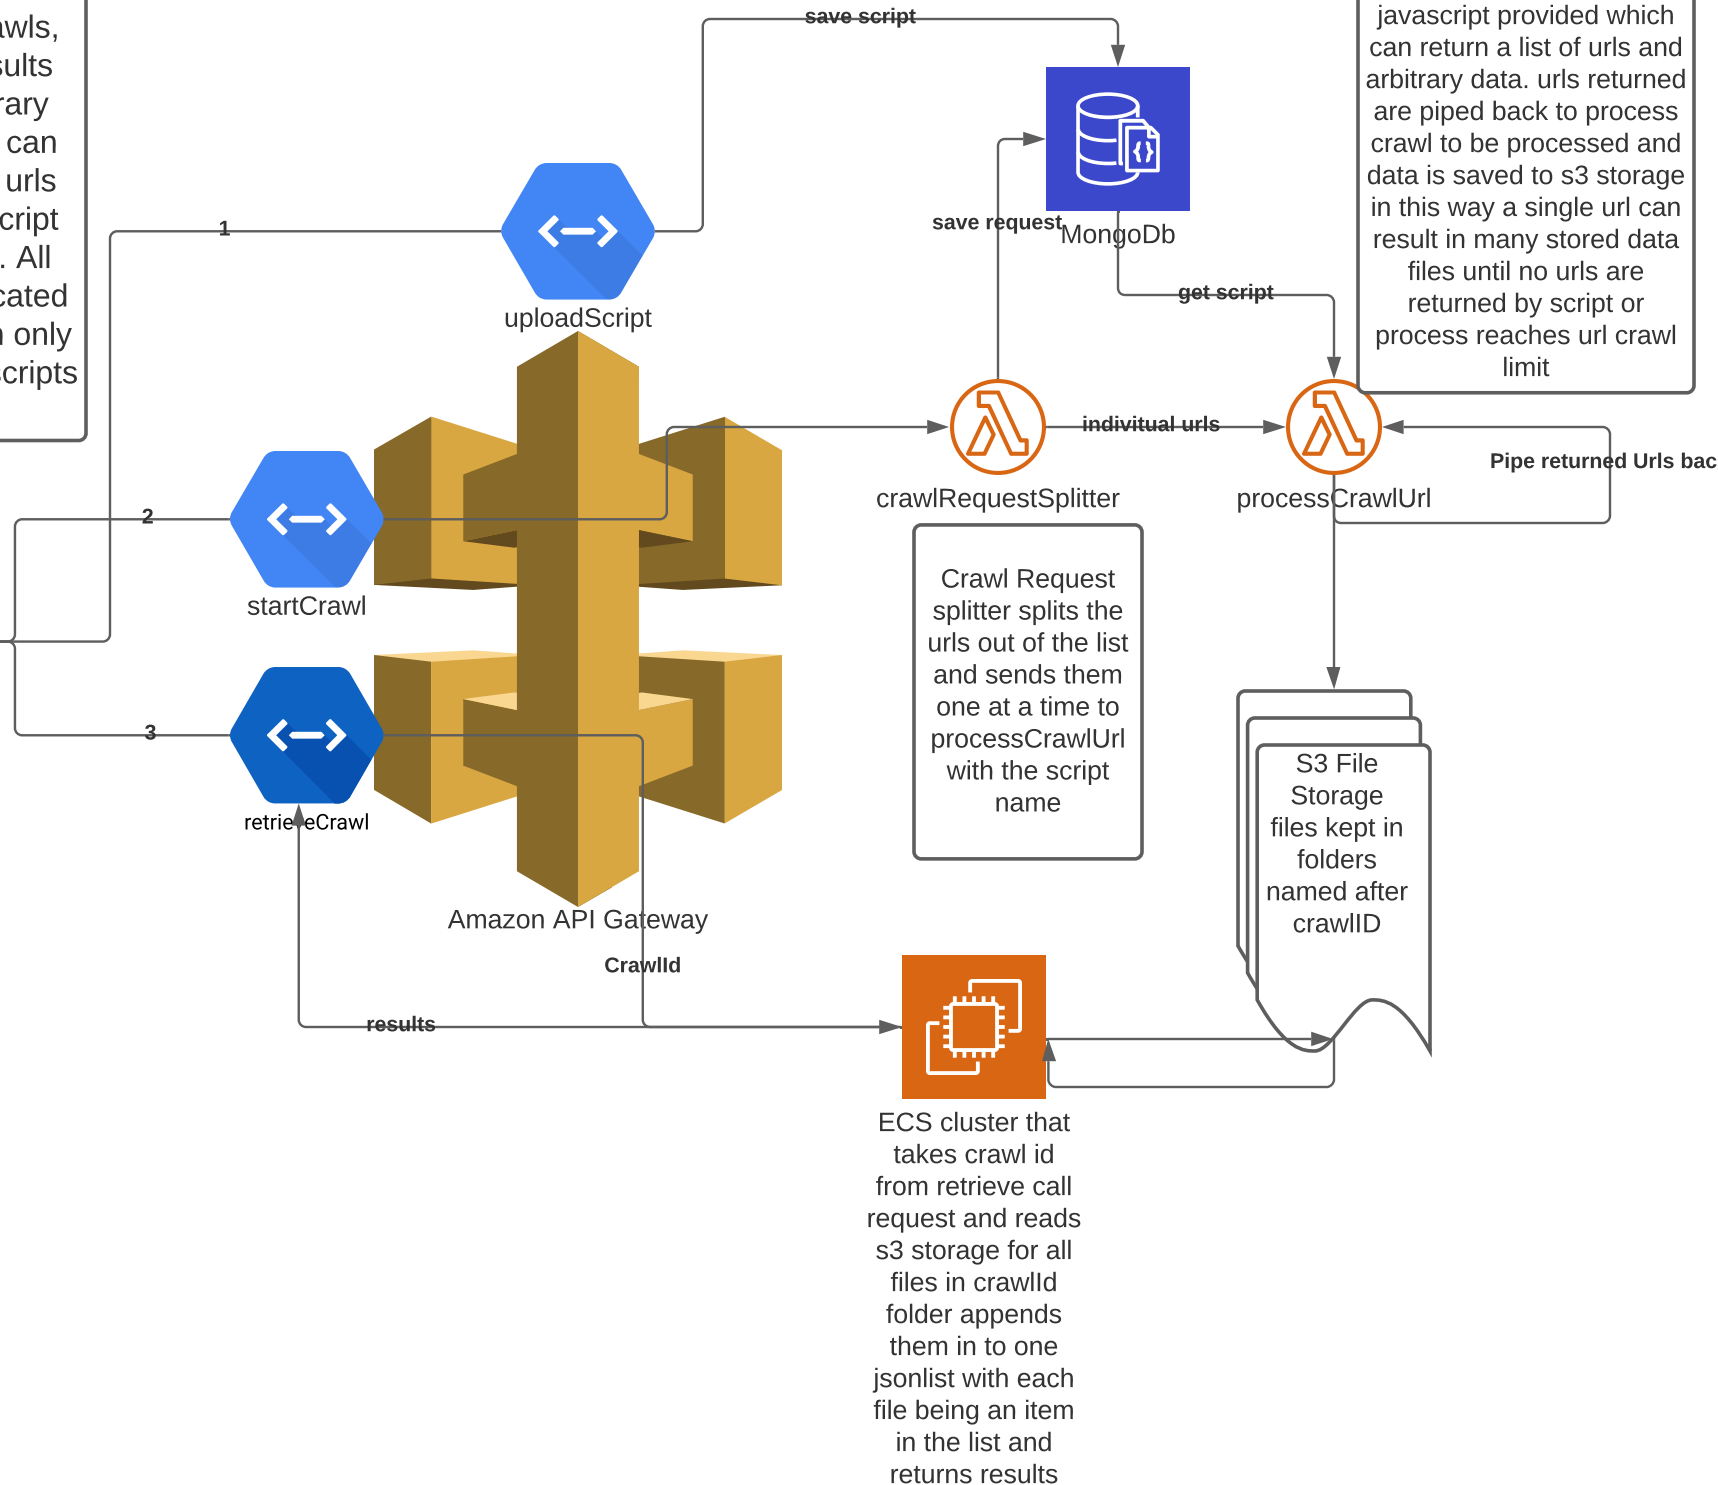 save script
javascript provided which
can return a list of urls and
arbitrary data. urls returned
are piped back to process
crawl to be processed and
data is saved to s3 storage
in this way a single url can
result in many stored data
files until no urls are
returned by script or
process reaches url crawl
limit
can
urls
. All
only
scripts
1
uploadScript
save request
MongoDb
get script
indivitual urls
crawlRequestSplitter
processCrawlUrl
Pipe returned Urls bac
2
startCrawl
3
retrieveCrawl
Amazon API Gateway
Crawl Request
splitter splits the
urls out of the list
and sends them
one at a time to
processCrawlUrl
with the script
name
S3 File
Storage
files kept in
folders
named after
crawlID
CrawlId
results
ECS cluster that
takes crawl id
from retrieve call
request and reads
s3 storage for all
files in crawlId
folder appends
them in to one
jsonlist with each
file being an item
in the list and
returns results